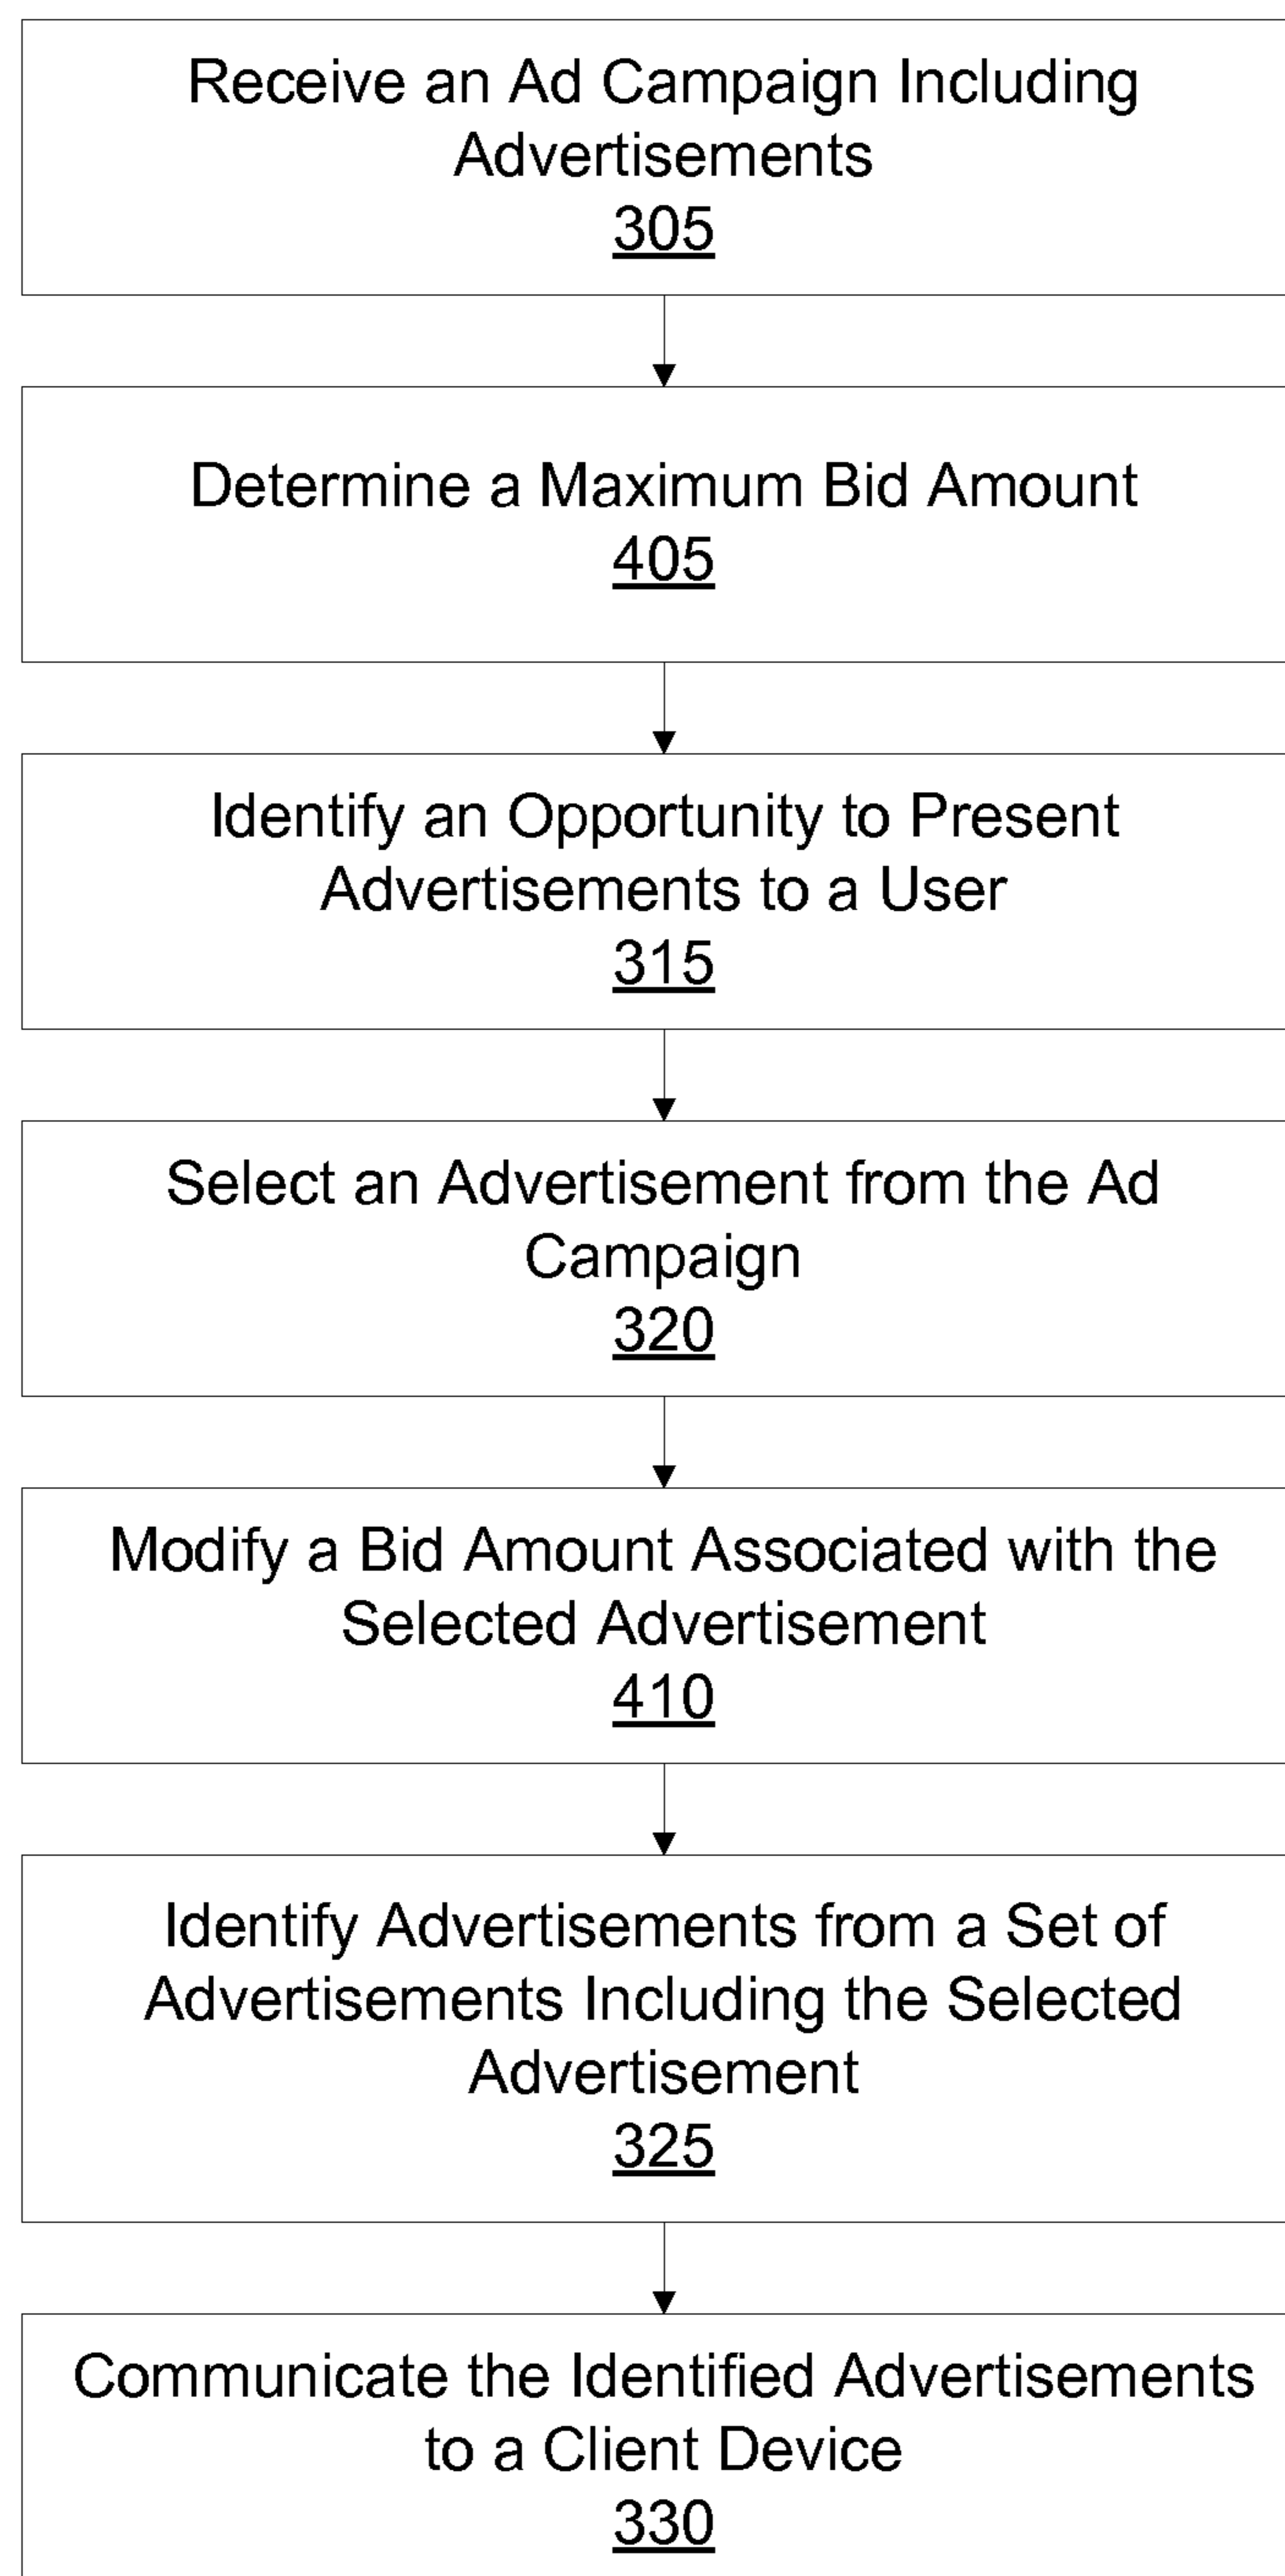 Receive an Ad Campaign Including
Advertisements
305
Determine a Maximum Bid Amount
405
Identify an Opportunity to Present
Advertisements to a User
315
Select an Advertisement from the Ad
Campaign
320
Modify a Bid Amount Associated with the
Selected Advertisement
410
Identify Advertisements from a Set of
Advertisements Including the Selected
Advertisement
325
Communicate the Identified Advertisements
to a Client Device
330